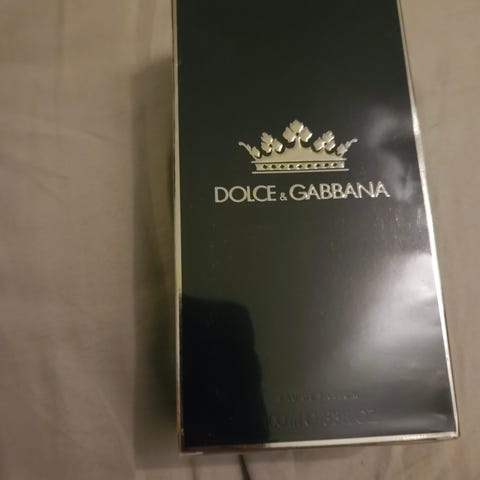 DOLCE & GABBANA
EAU DE PARFUM